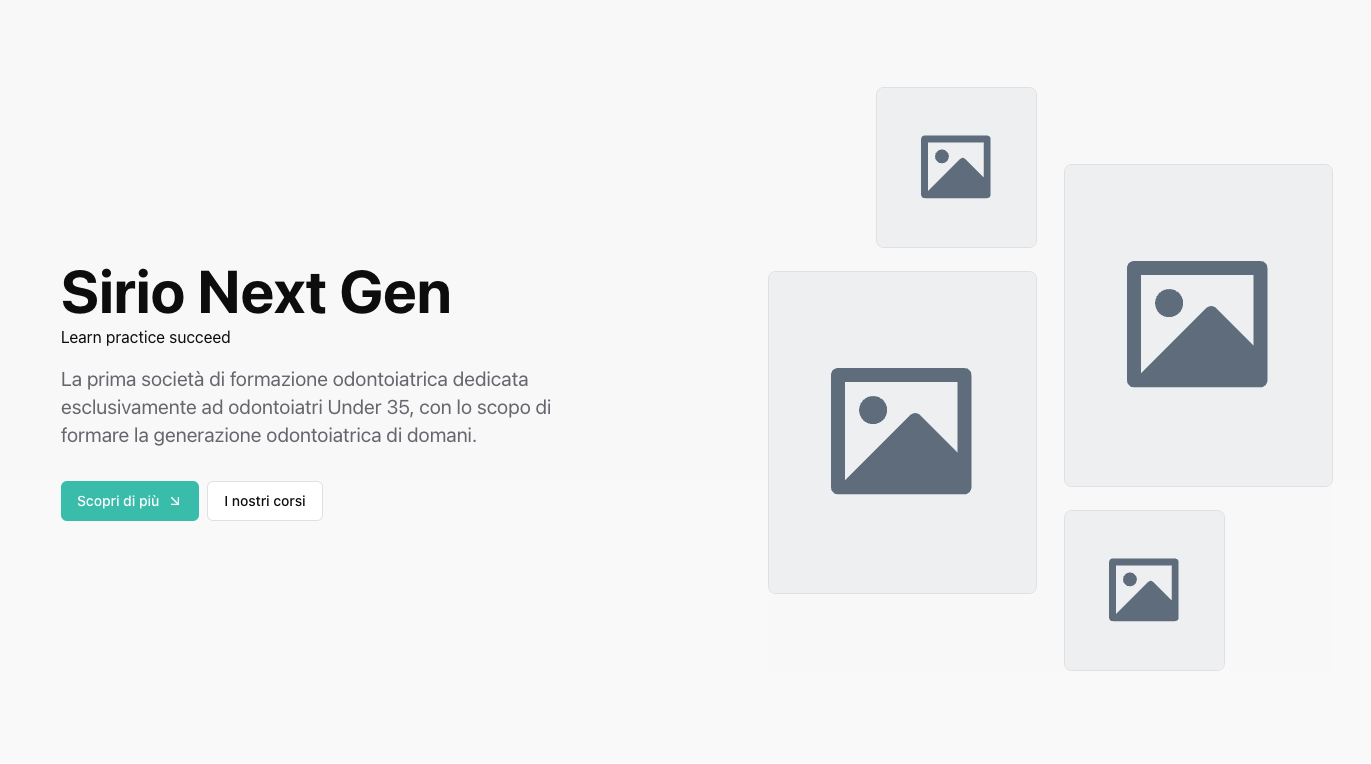 Sirio Next Gen
Learn practice succeed
La prima società di formazione odontoiatrica dedicata
esclusivamente ad odontoiatri Under 35, con lo scopo di
formare la generazione odontoiatrica di domani.
Scopri di più
I nostri corsi